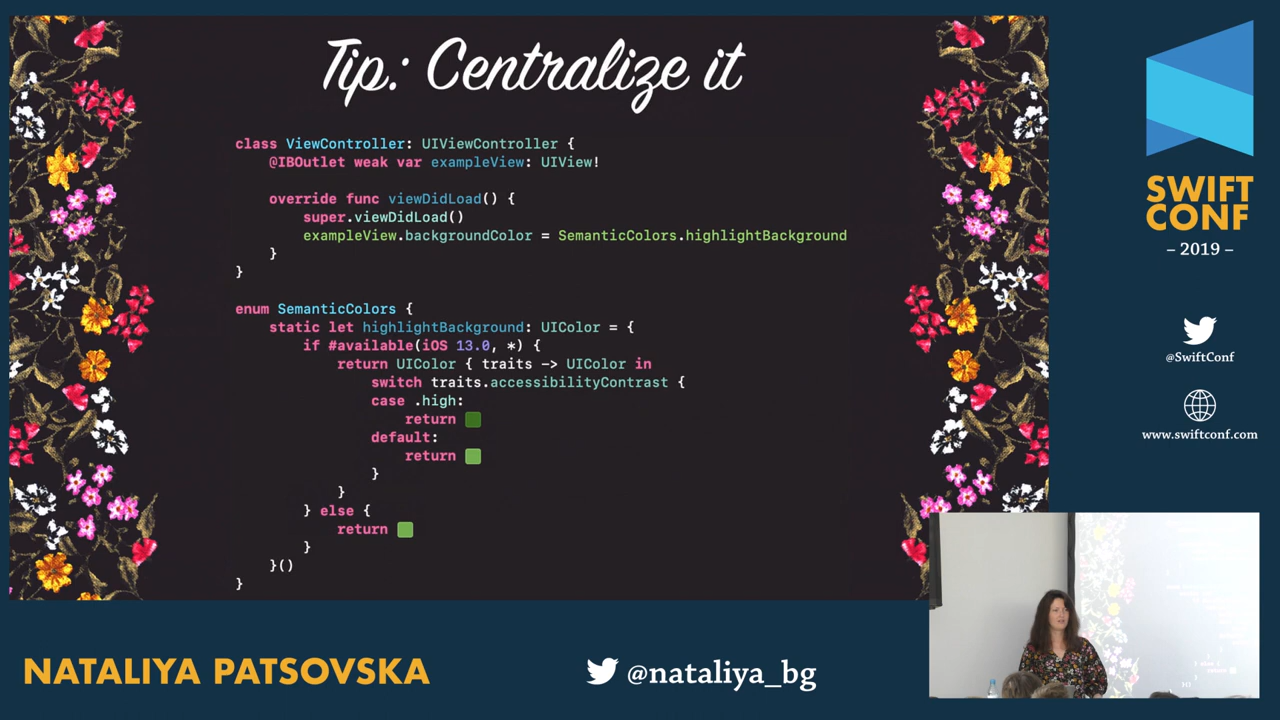 Tip: Centralize it
class ViewController: UIViewController {
@IBOutlet weak var exampleView: UIView!
override func viewDidLoad() {
super.viewDidLoad()
exampleView.backgroundColor = SemanticColors.highlightBackground
}
}
enum SemanticColors {
static let highlightBackground: UIColor = {
if #available(iOS 13.0, *) {
return UIColor { traits -> UIColor in
switch traits.accessibilityContrast {
case .high:
return
default:
return
}
}
} else {
return
}
}()
}
SWIFT
CONF
– 2019 –
@SwiftConf
www.swiftconf.com
NATALIYA PATSOVSKA
@nataliya_bg